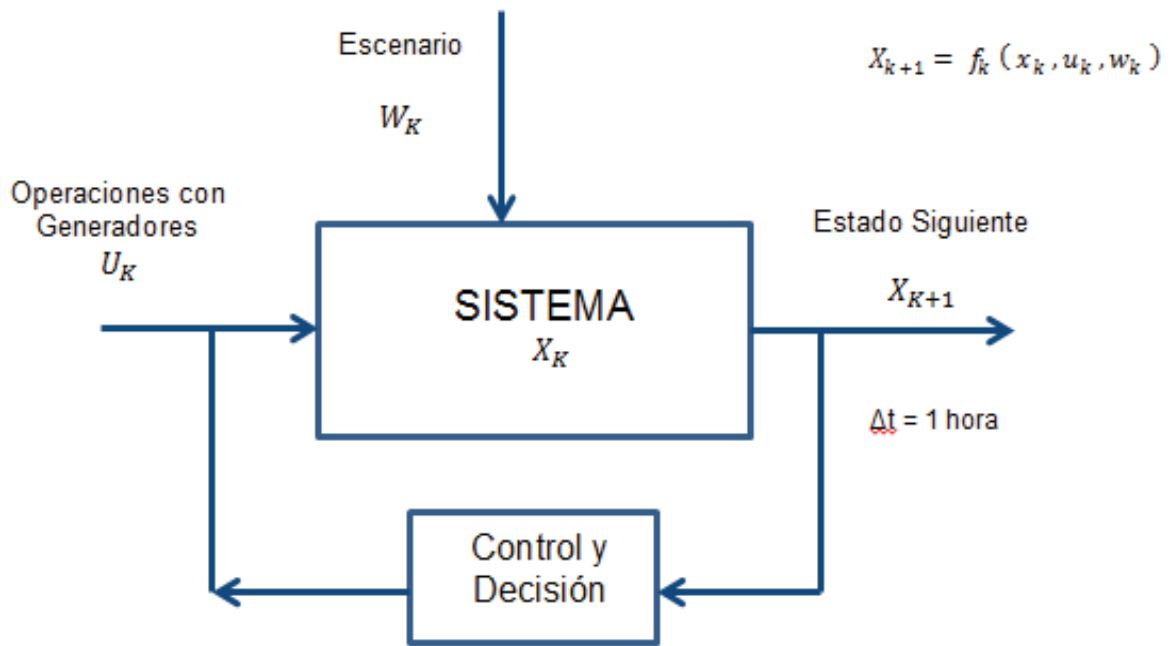 Escenario
W_K
X_{k+1} = f_k ( x_k , u_k , w_k )
Operaciones con
Generadores
U_K
SISTEMA
X_K
Estado Siguiente
X_{K+1}
Δt = 1 hora
Control y
Decisión